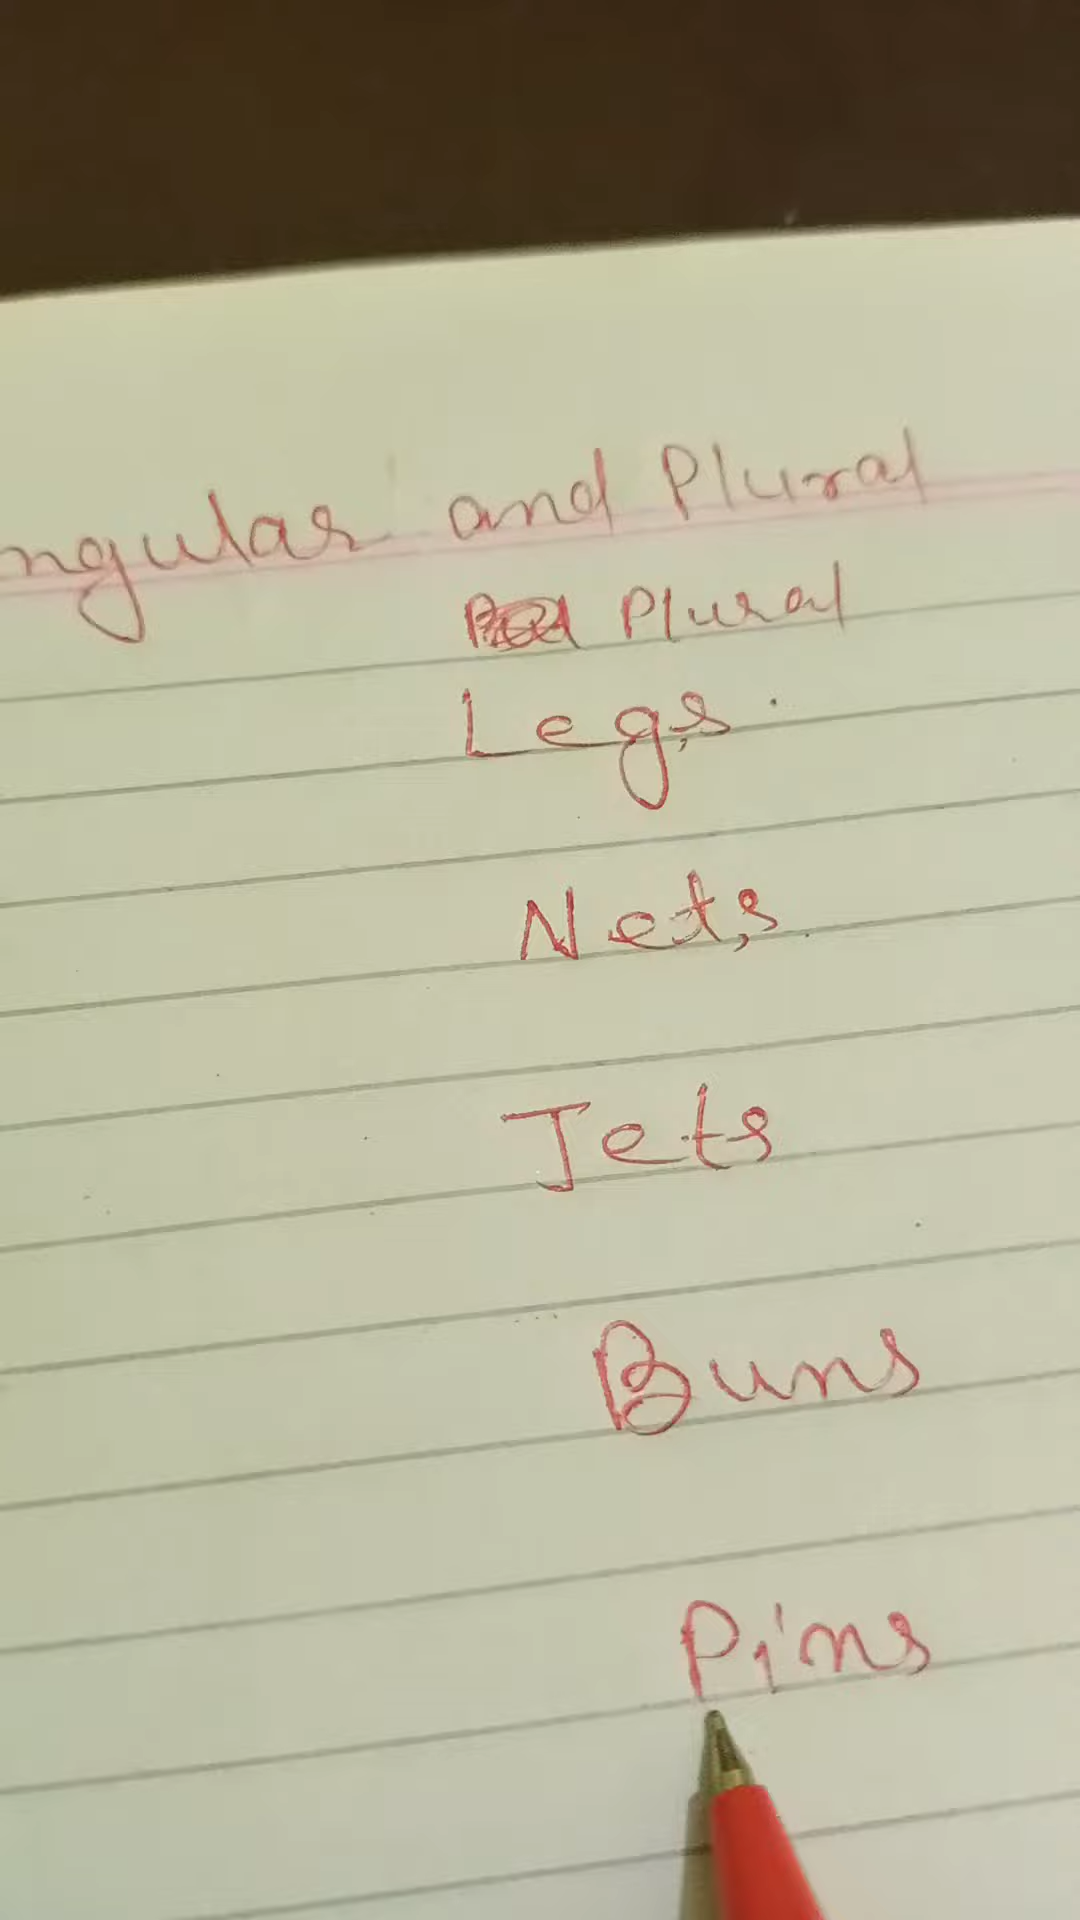 ngular and Plural
Plural
Legs
Nets
Jets
Buns
Pins